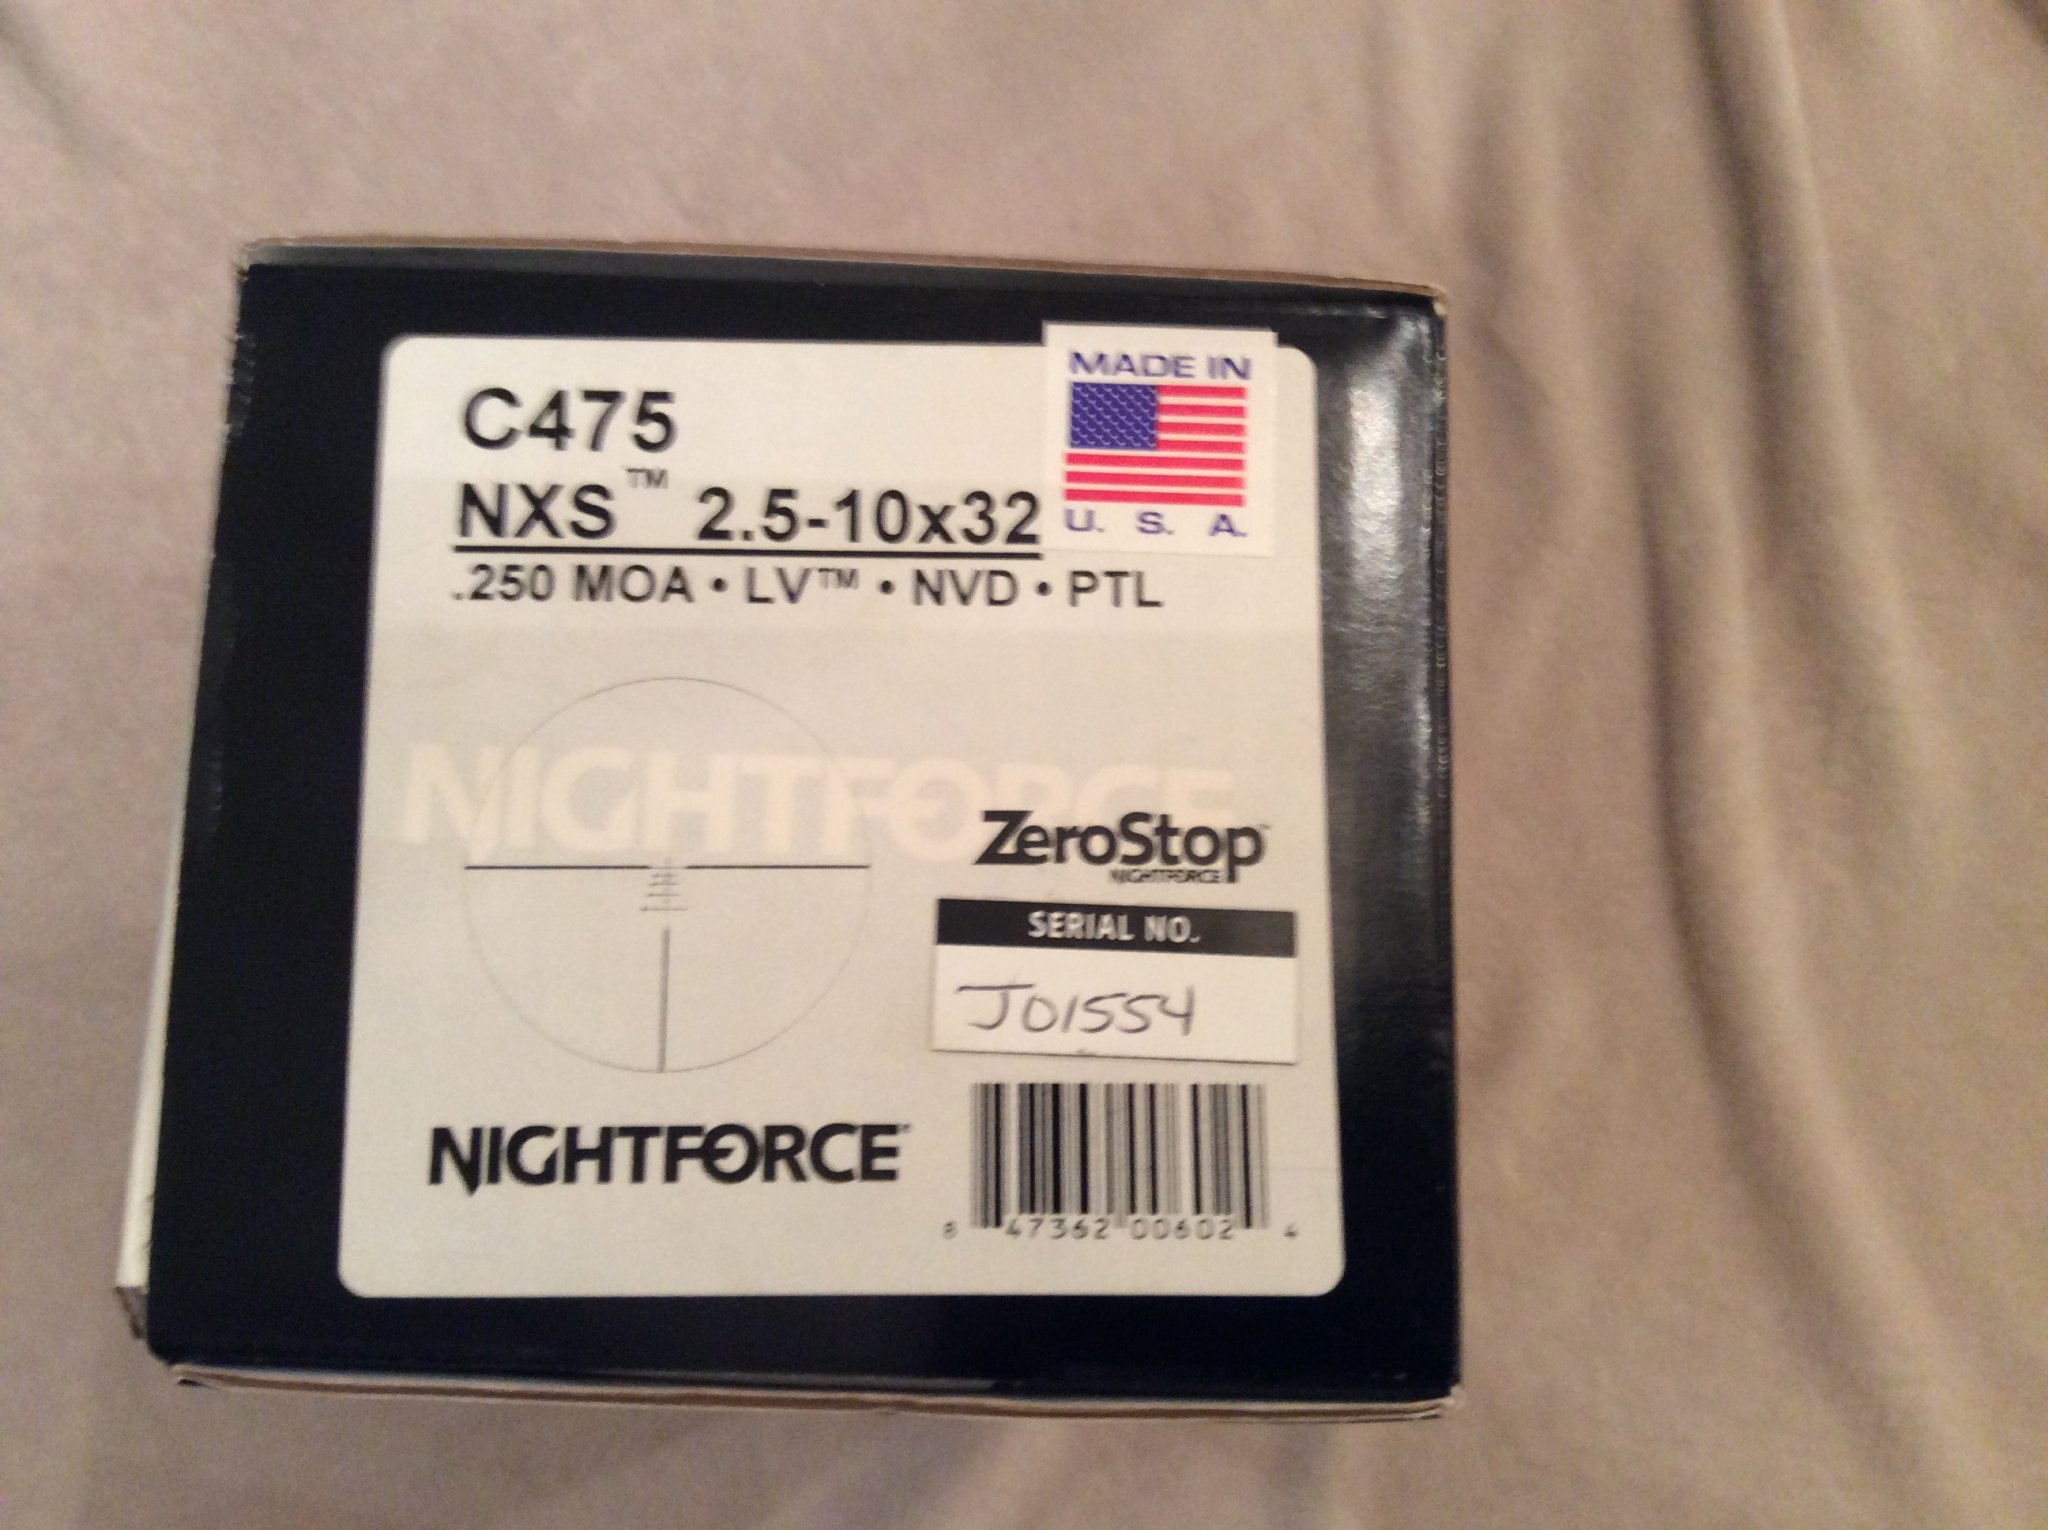 C475
MADE IN
U. S. A.
NXS™ 2.5-10x32
.250 MOA • LV™ • NVD • PTL
NIGHTFORCE
ZeroStop™
NIGHTFORCE
SERIAL NO.
J01554
NIGHTFORCE®
8 47362 00602 4